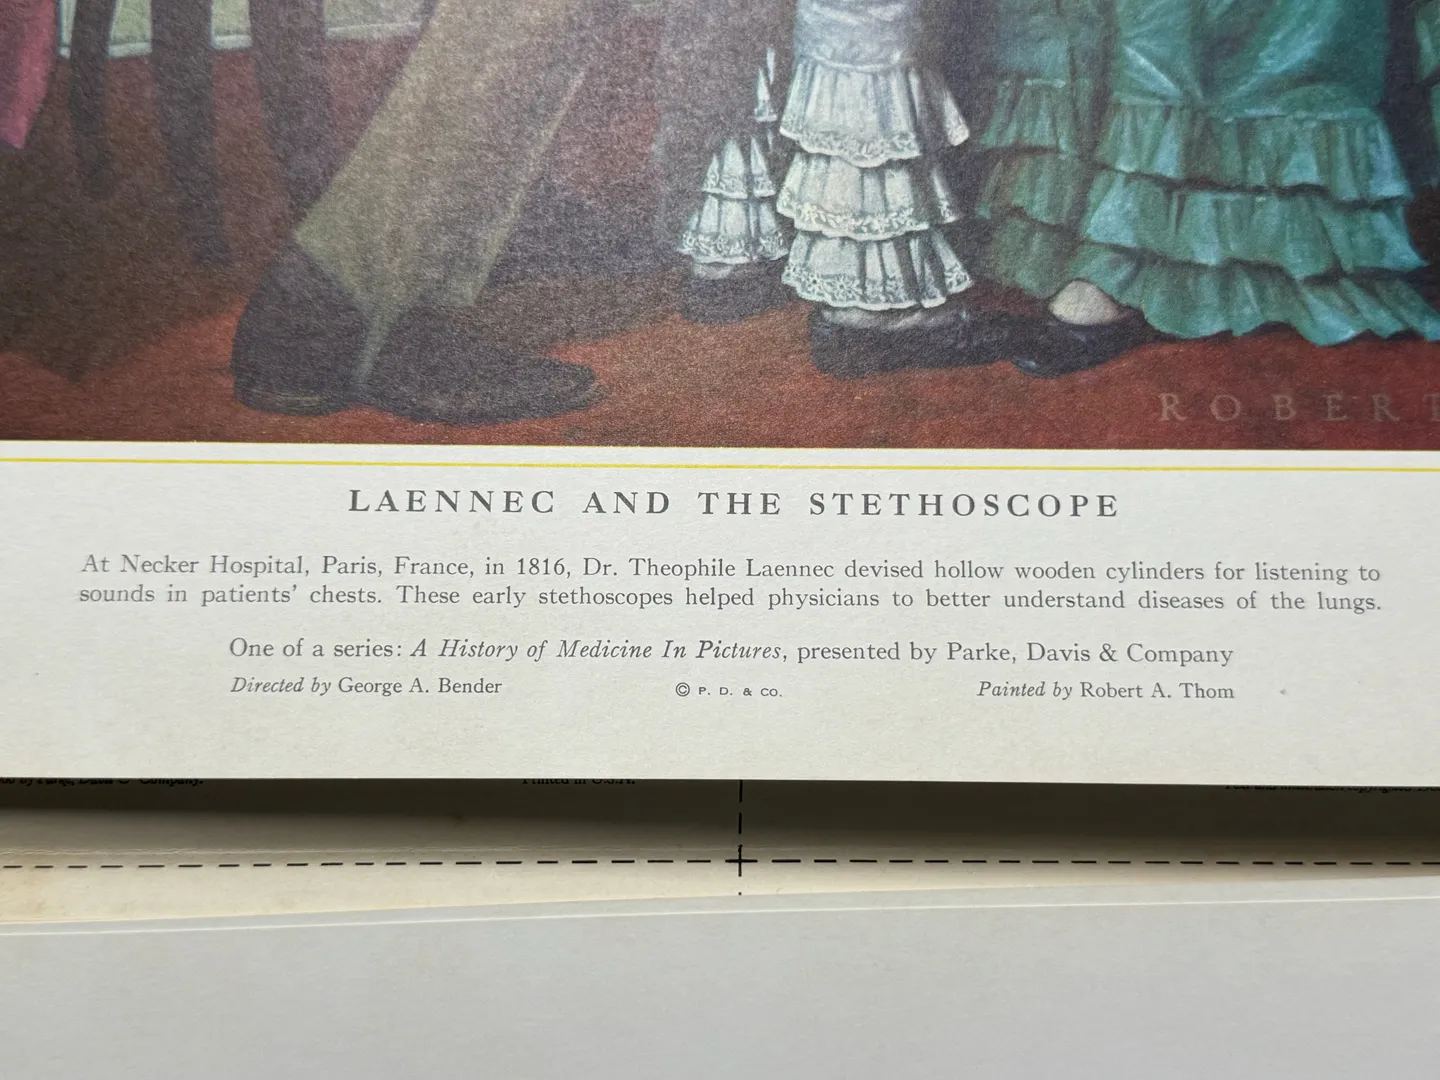 ROBERT
LAENNEC AND THE STETHOSCOPE
At Necker Hospital, Paris, France, in 1816, Dr. Theophile Laennec devised hollow wooden cylinders for listening to
sounds in patients' chests. These early stethoscopes helped physicians to better understand diseases of the lungs.
One of a series: A History of Medicine In Pictures, presented by Parke, Davis & Company
Directed by George A. Bender © P. D. & CO. Painted by Robert A. Thom
Printed in U.S.A.